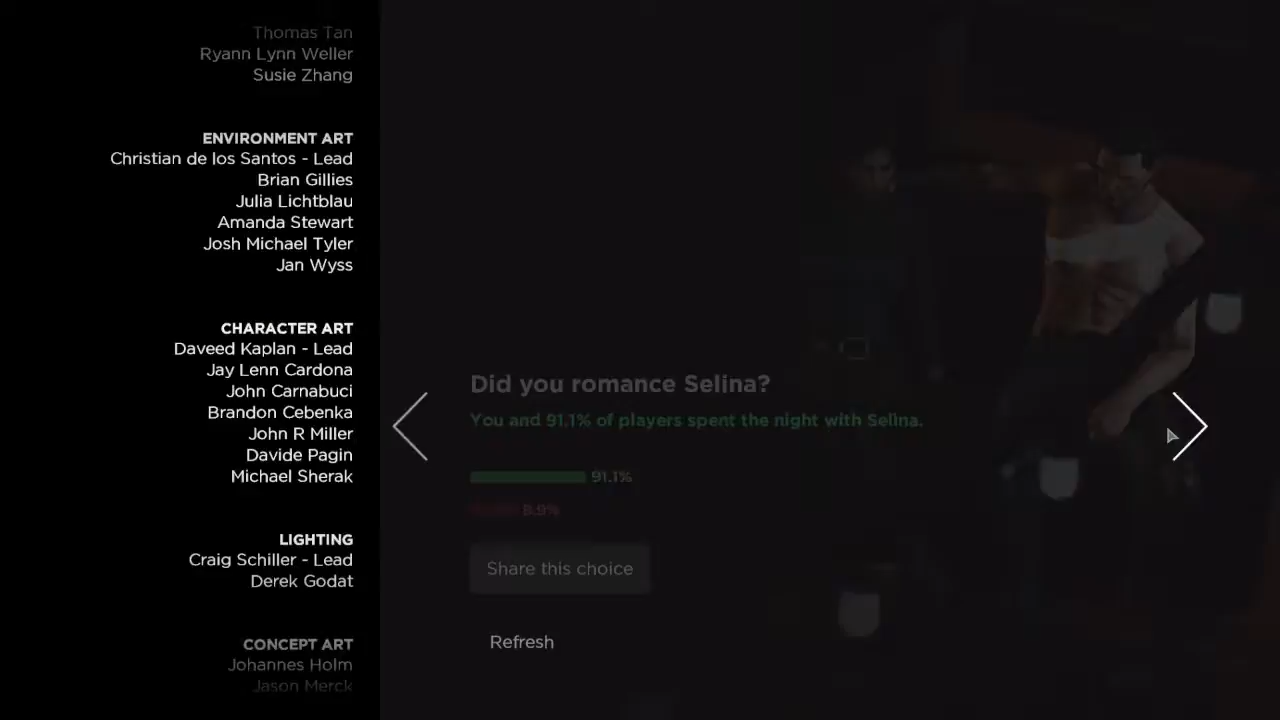 Thomas Tan
Ryann Lynn Weller
Susie Zhang
ENVIRONMENT ART
Christian de los Santos - Lead
Brian Gillies
Julia Lichtblau
Amanda Stewart
Josh Michael Tyler
Jan Wyss
CHARACTER ART
Daveed Kaplan - Lead
Jay Lenn Cardona
John Carnabuci
Brandon Cebenka
John R Miller
Davide Pagin
Michael Sherak
LIGHTING
Craig Schiller - Lead
Derek Godat
CONCEPT ART
Johannes Holm
Jason Merck
Did you romance Selina?
You and 91.1% of players spent the night with Selina.
91.1%
8.9%
Share this choice
Refresh